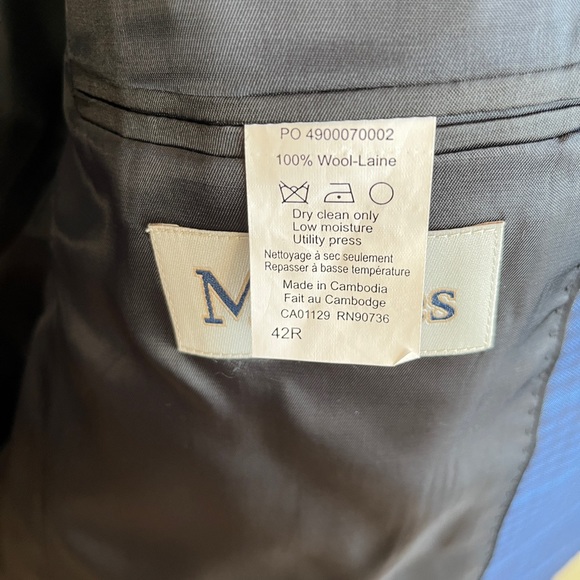 PO 4900070002
100% Wool-Laine
Dry clean only
Low moisture
Utility press
Nettoyage à sec seulement
Repasser à basse température
Made in Cambodia
Fait au Cambodge
CA01129 RN90736
42R